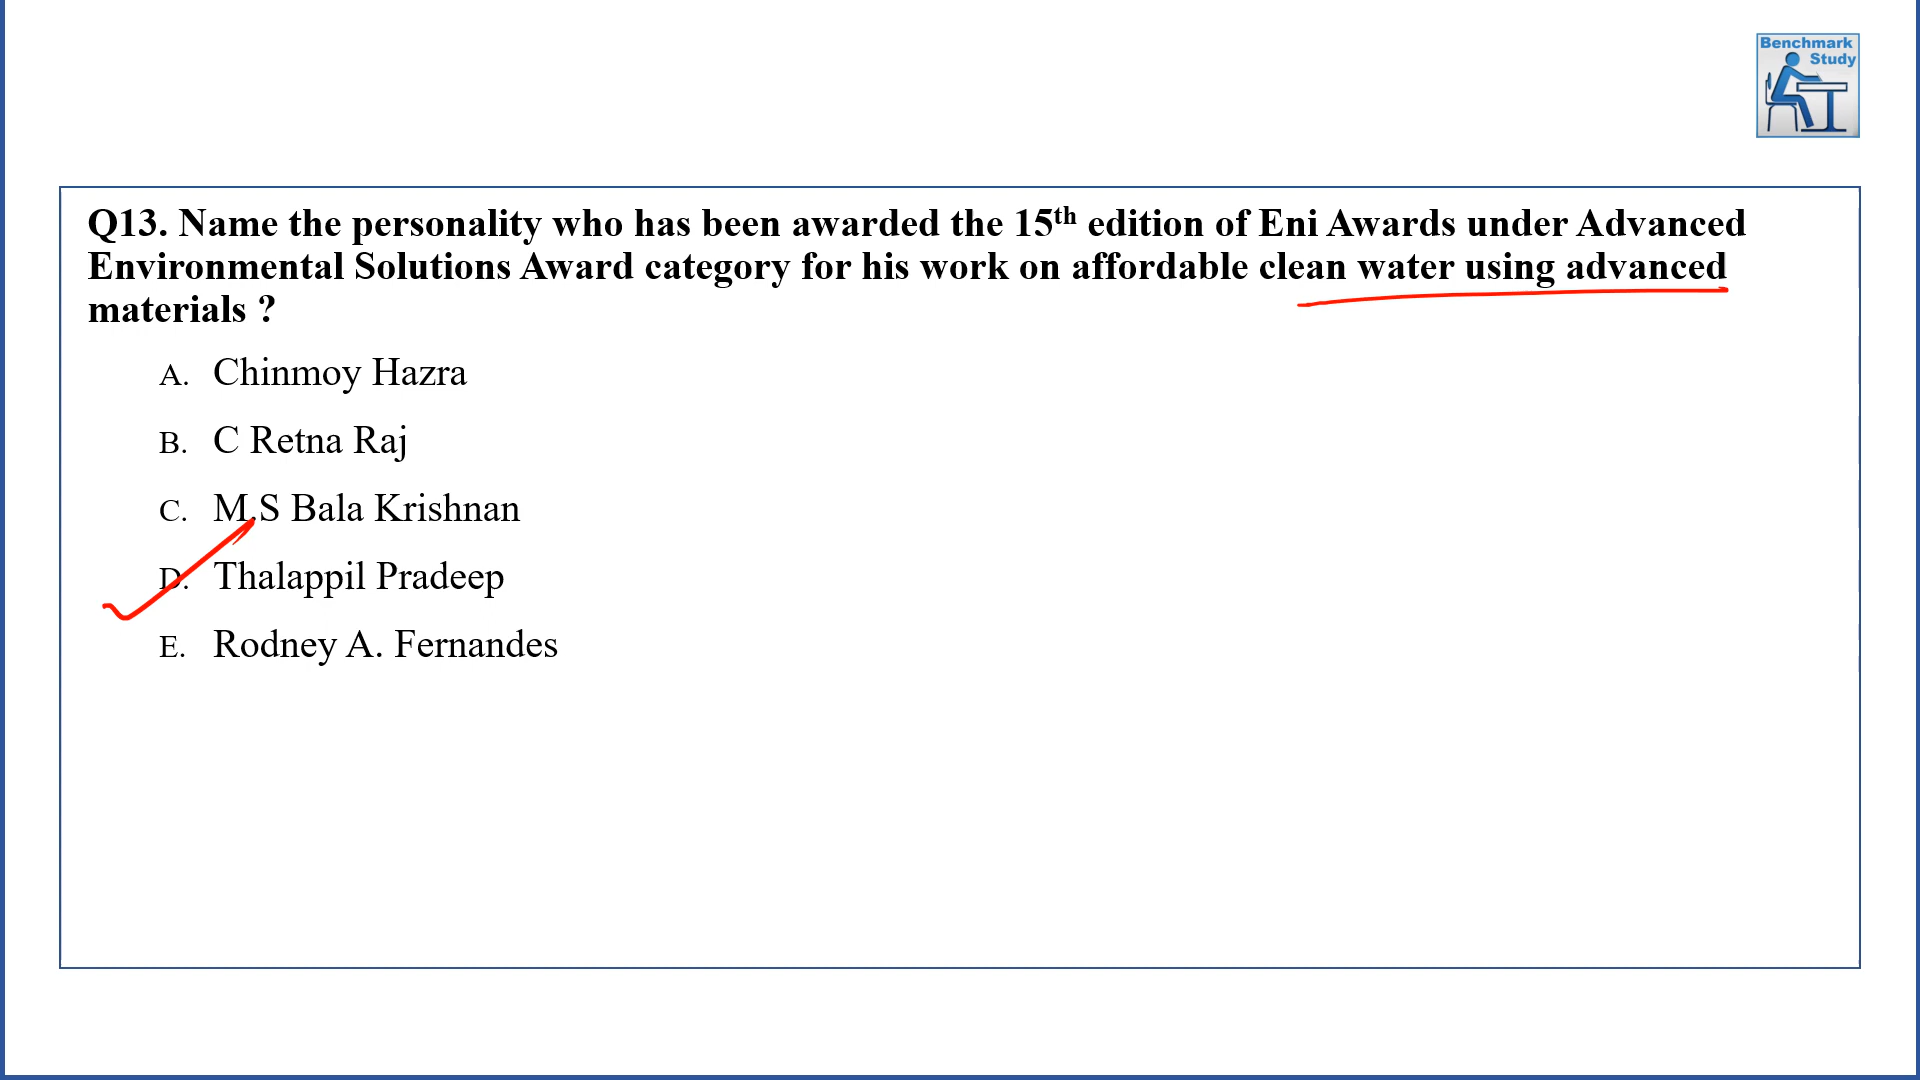 Benchmark
Study
Q13. Name the personality who has been awarded the 15th edition of Eni Awards under Advanced
Environmental Solutions Award category for his work on affordable clean water using advanced
materials ?
A. Chinmoy Hazra
B. C Retna Raj
C. M.S Bala Krishnan
D. Thalappil Pradeep
E. Rodney A. Fernandes